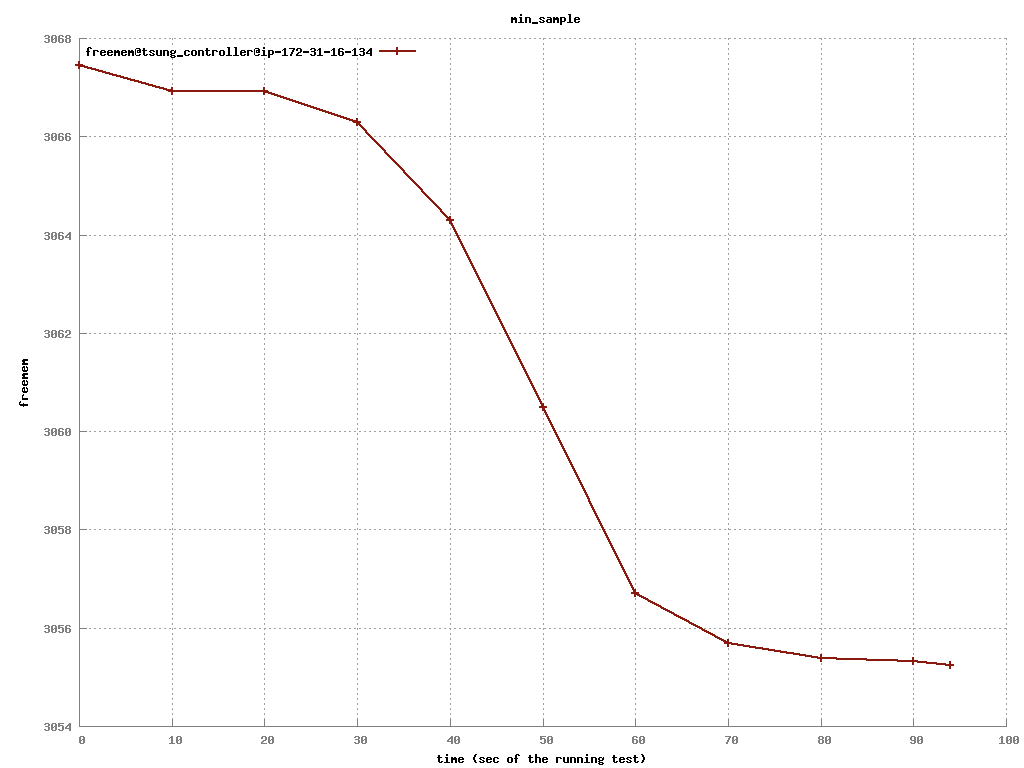 min_sample
3068
freemem@tsung_controller@ip-172-31-16-134
3066
3064
3062
freemem
3060
3058
3056
3054
0 10 20 30 40 50 60 70 80 90 100
time (sec of the running test)